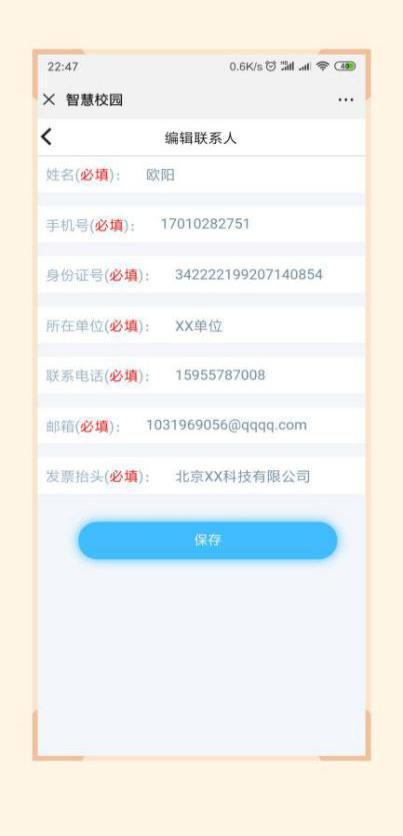 22:47 0.6K/s 40
智慧校园 ...
编辑联系人
姓名(必填): 欧阳
手机号(必填): 17010282751
身份证号(必填): 342222199207140854
所在单位(必填): XX单位
联系电话(必填): 15955787008
邮箱(必填): 1031969056@qqqq.com
发票抬头(必填): 北京XX科技有限公司
保存